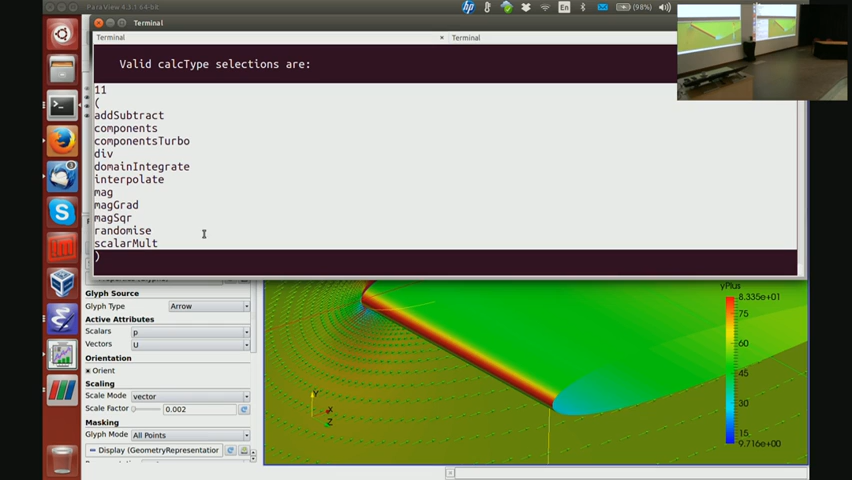 ParaView 4.3.1 64-bit
En
(98%)
Terminal
Terminal
Terminal
Valid calcType selections are:
11
(
addSubtract
components
componentsTurbo
div
domainIntegrate
interpolate
mag
magGrad
magSqr
randomise
scalarMult
)
Glyph Source
Glyph Type
Arrow
Active Attributes
Scalars
p
Vectors
U
Orientation
Orient
Scaling
Scale Mode
vector
Scale Factor
0.002
Masking
Glyph Mode
All Points
Display (GeometryRepresentation
yPlus
8.335e+01
75
60
45
30
15
9.716e+00
Y
X
Z